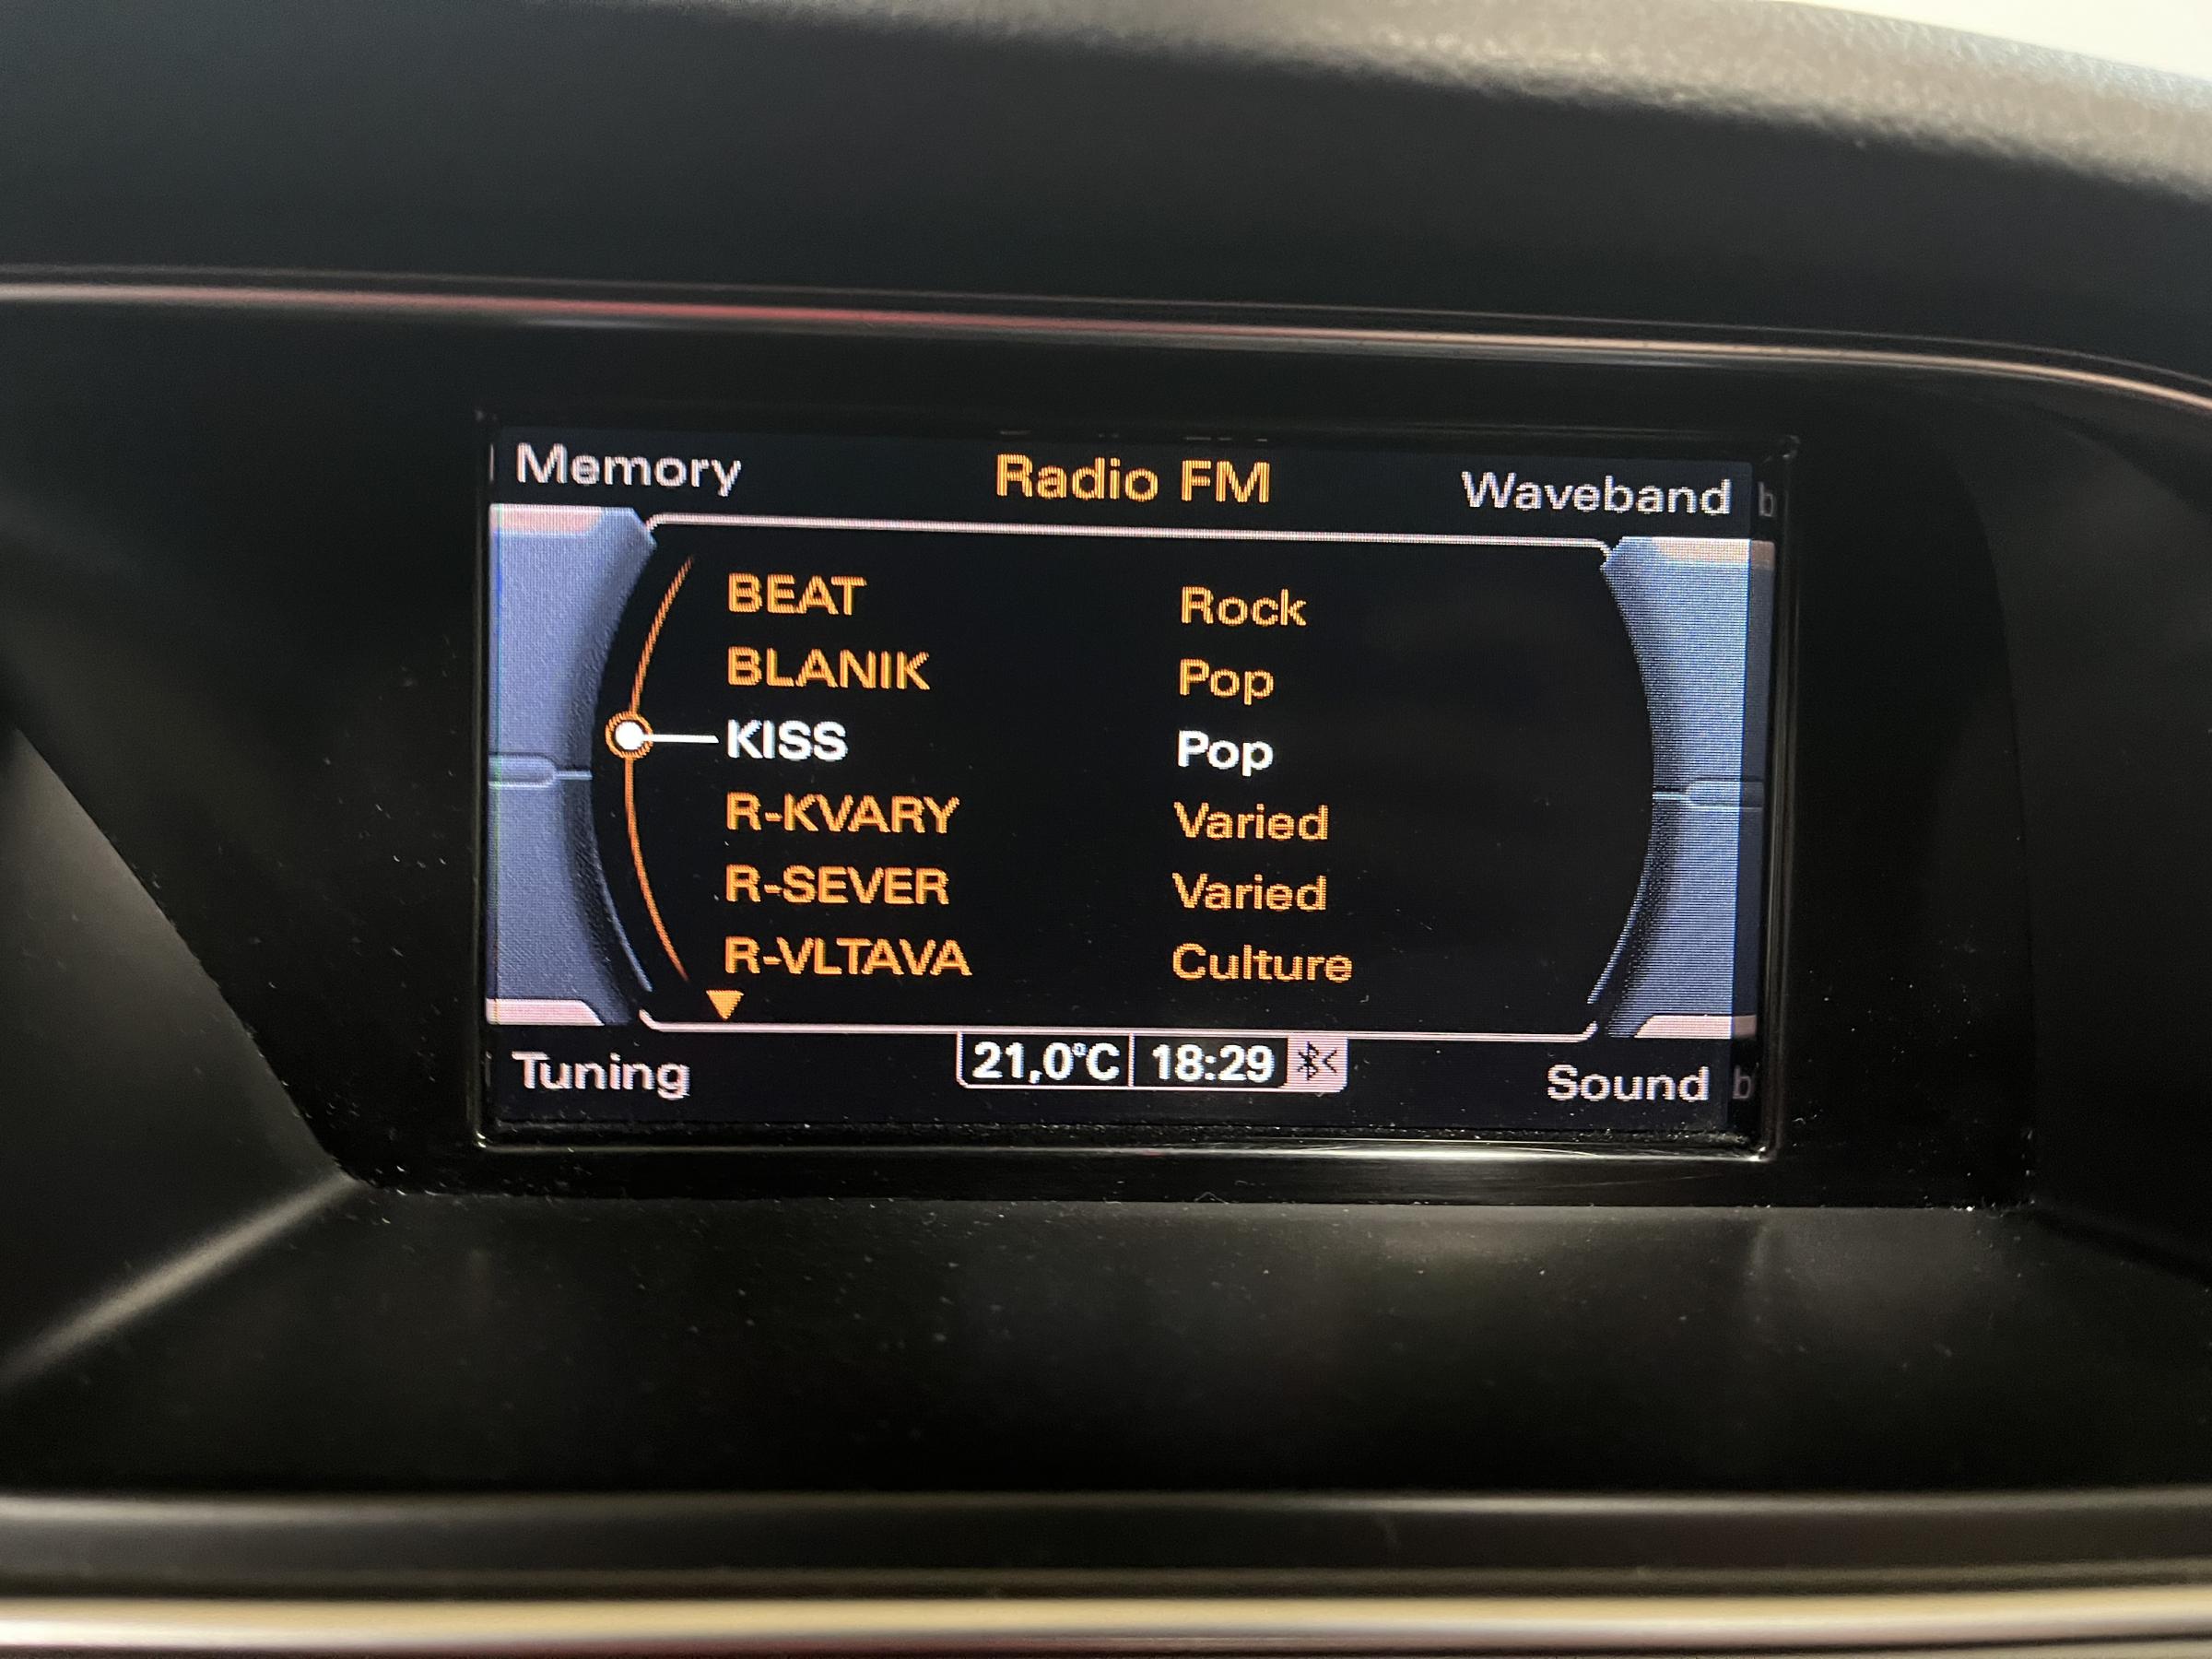 Memory Radio FM Waveband
BEAT Rock
BLANIK Pop
KISS Pop
R-KVARY Varied
R-SEVER Varied
R-VLTAVA Culture
Tuning 21,0°C 18:29 Sound